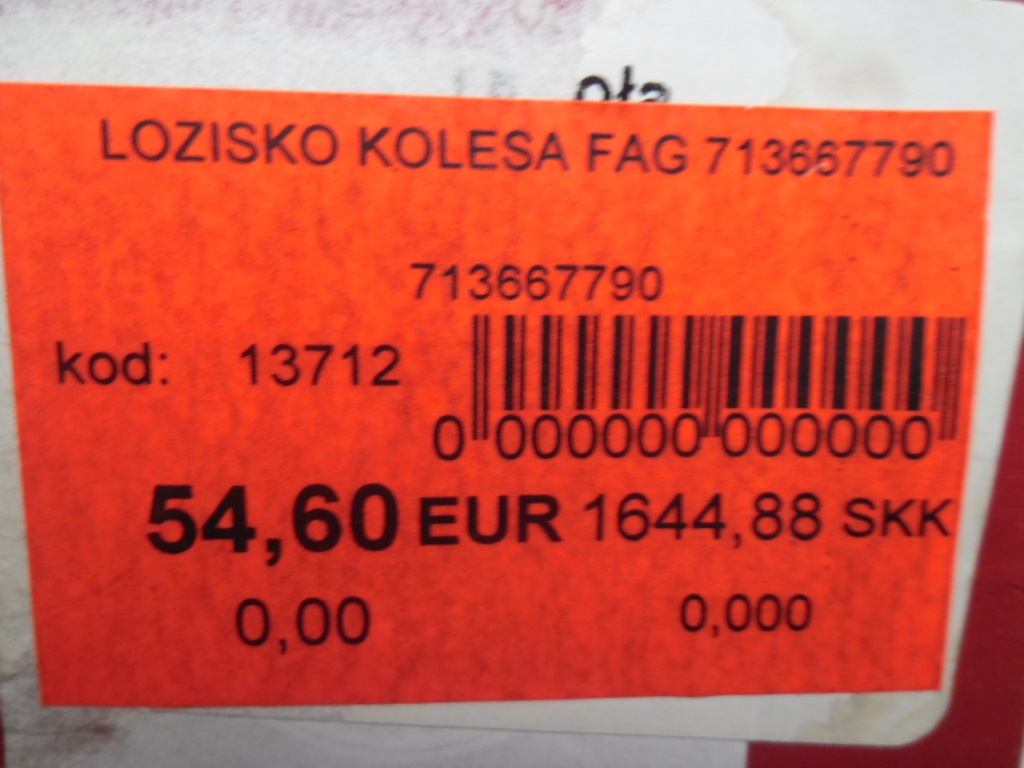 LOZISKO KOLESA FAG 713667790
713667790
kod: 13712
0 000000 000000
54,60 EUR 1644,88 SKK
0,00 0,000